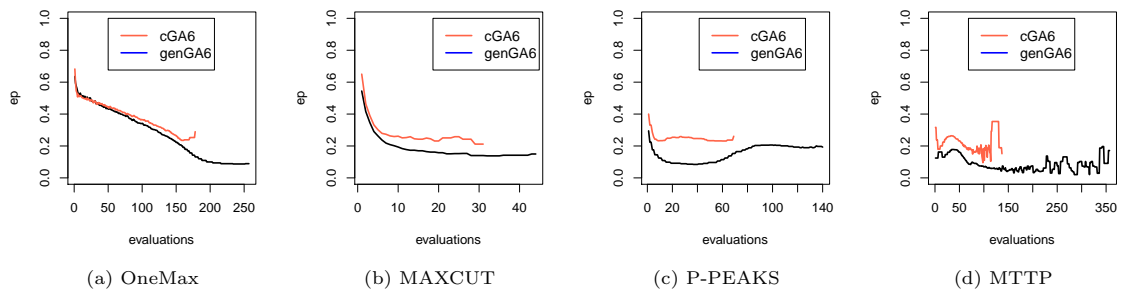 ep
1.0
0.8
0.6
0.4
0.2
0.0
cGA6
genGA6
0 50 100 150 200 250
evaluations
(a) OneMax
ep
1.0
0.8
0.6
0.4
0.2
0.0
cGA6
genGA6
0 10 20 30 40
evaluations
(b) MAXCUT
ep
1.0
0.8
0.6
0.4
0.2
0.0
cGA6
genGA6
0 20 40 60 100 140
evaluations
(c) P-PEAKS
ep
1.0
0.8
0.6
0.4
0.2
0.0
cGA6
genGA6
0 50 150 250 350
evaluations
(d) MTTP